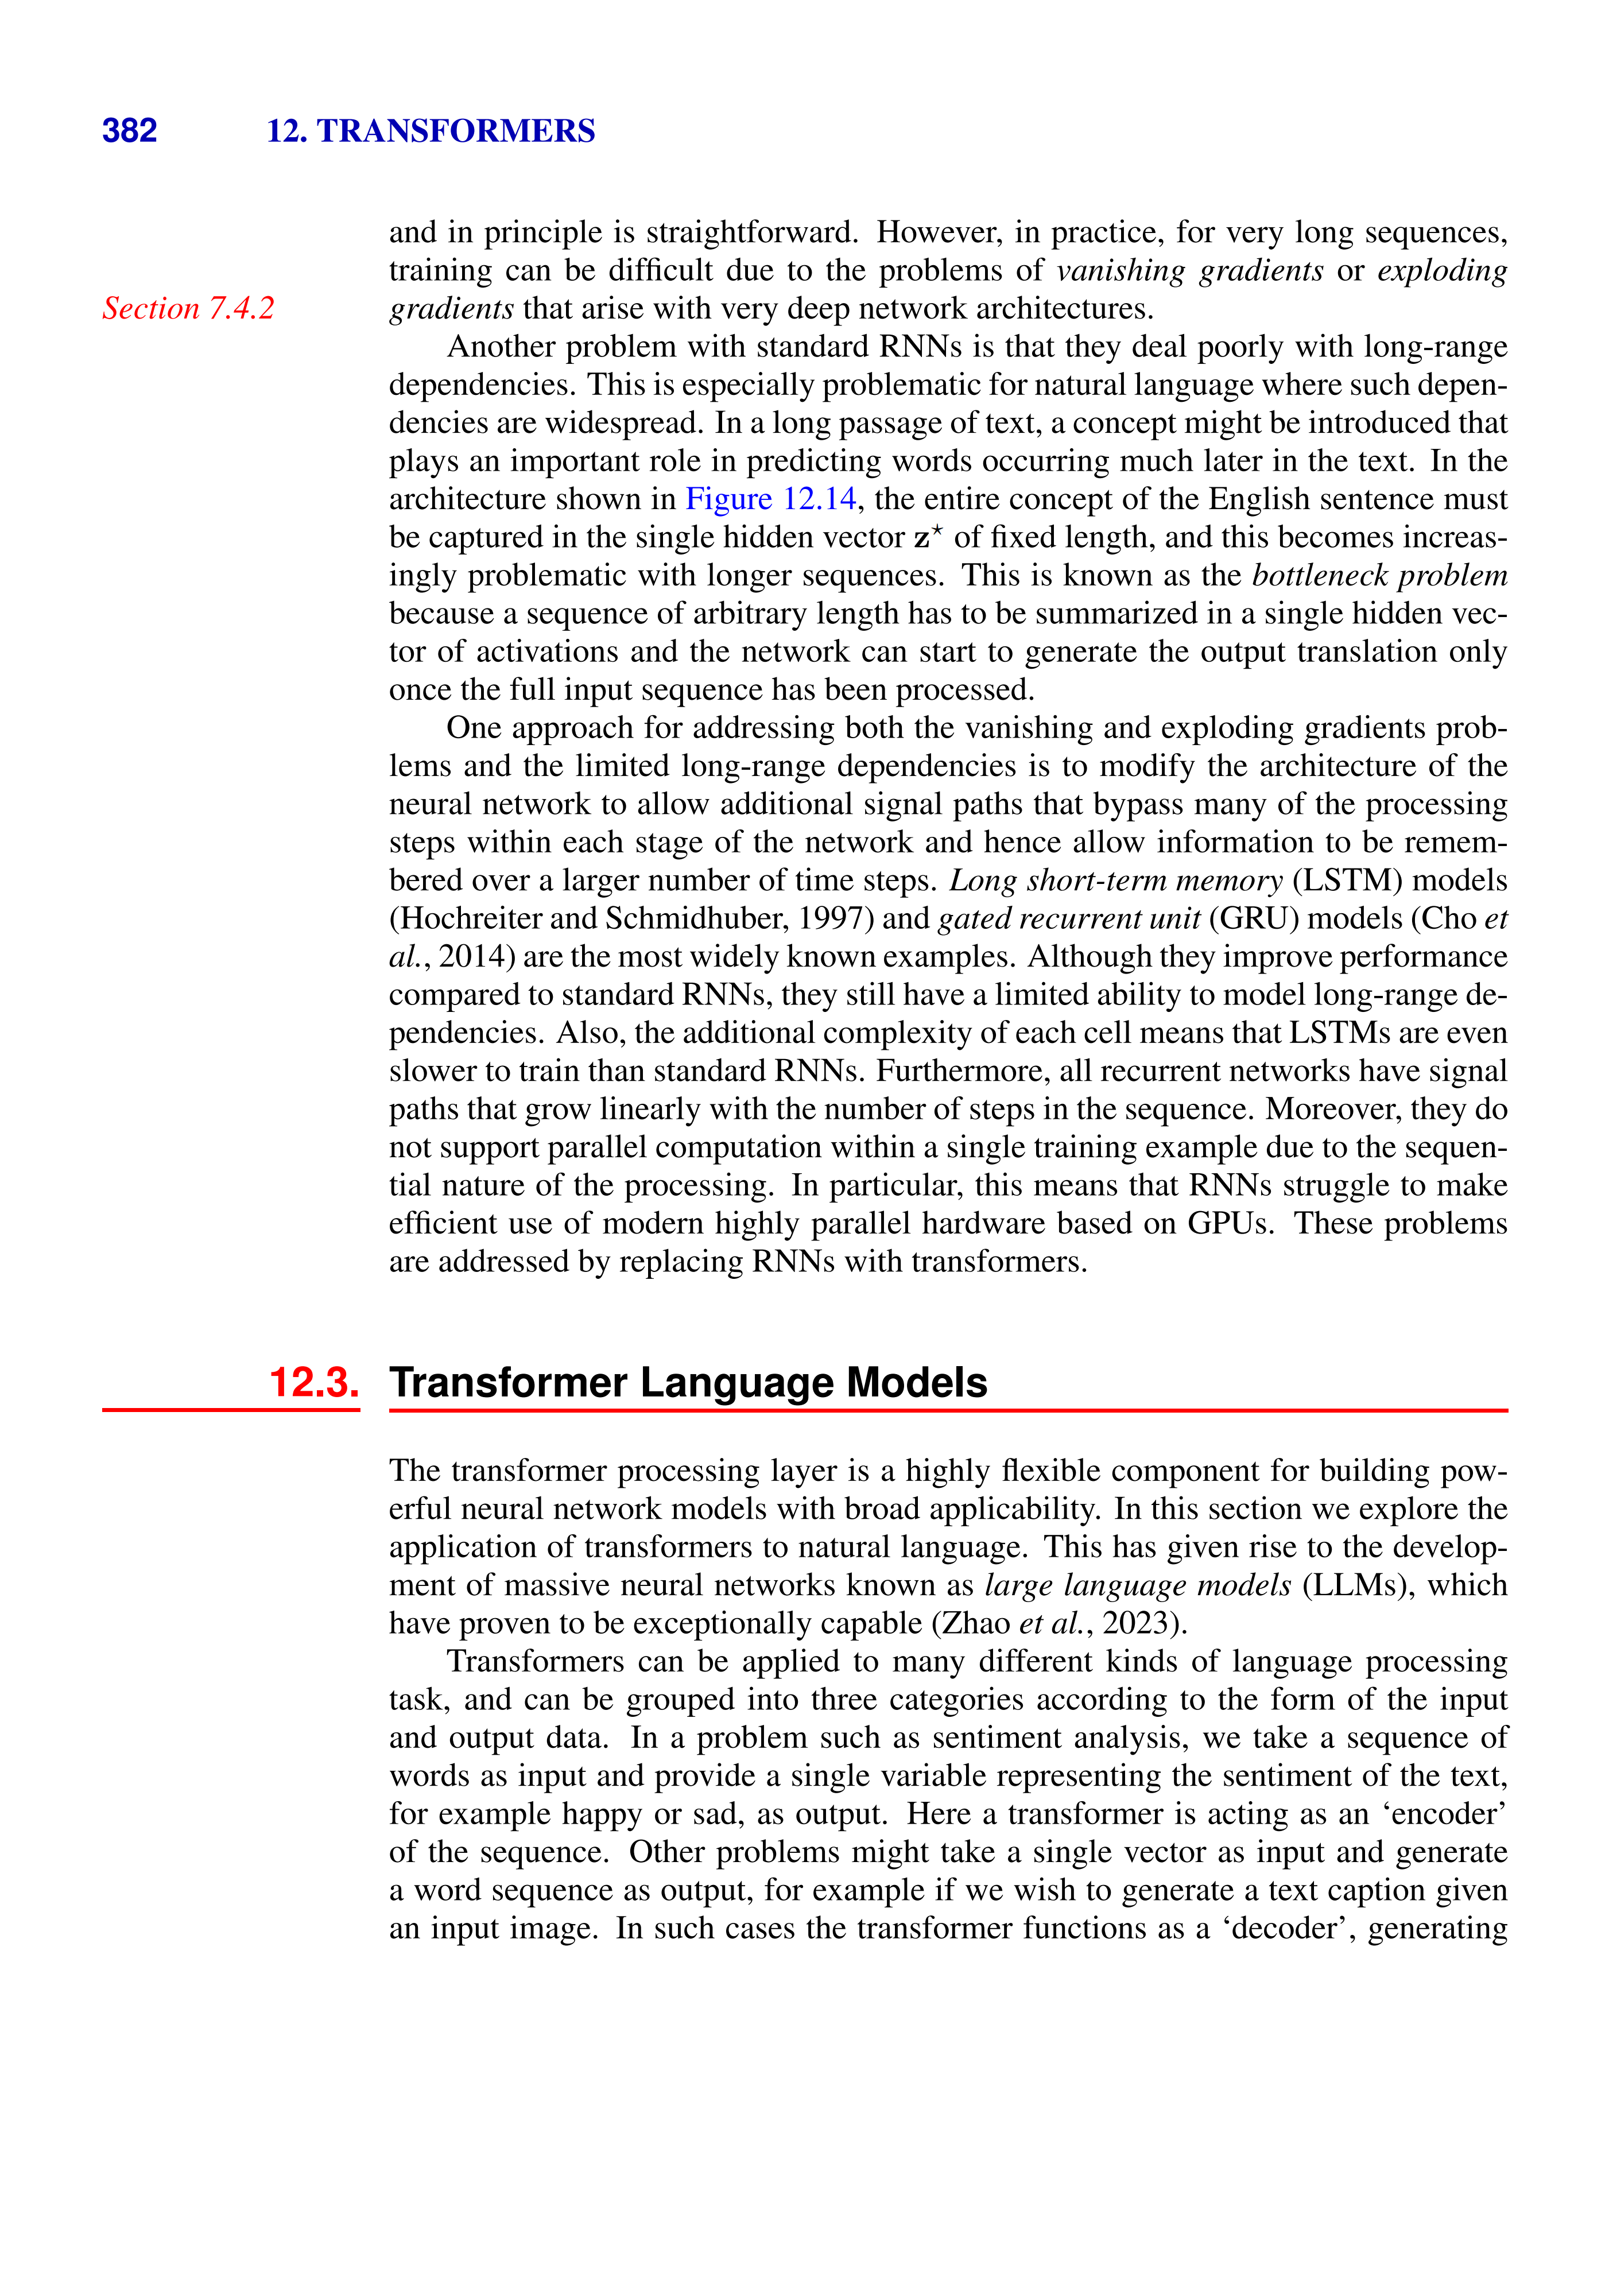 382 12. TRANSFORMERS
and in principle is straightforward. However, in practice, for very long sequences,
training can be difficult due to the problems of vanishing gradients or exploding
Section 7.4.2 gradients that arise with very deep network architectures.
Another problem with standard RNNs is that they deal poorly with long-range
dependencies. This is especially problematic for natural language where such depen-
dencies are widespread. In a long passage of text, a concept might be introduced that
plays an important role in predicting words occurring much later in the text. In the
architecture shown in Figure 12.14, the entire concept of the English sentence must
be captured in the single hidden vector z⋆ of fixed length, and this becomes increas-
ingly problematic with longer sequences. This is known as the bottleneck problem
because a sequence of arbitrary length has to be summarized in a single hidden vec-
tor of activations and the network can start to generate the output translation only
once the full input sequence has been processed.
One approach for addressing both the vanishing and exploding gradients prob-
lems and the limited long-range dependencies is to modify the architecture of the
neural network to allow additional signal paths that bypass many of the processing
steps within each stage of the network and hence allow information to be remem-
bered over a larger number of time steps. Long short-term memory (LSTM) models
(Hochreiter and Schmidhuber, 1997) and gated recurrent unit (GRU) models (Cho et
al., 2014) are the most widely known examples. Although they improve performance
compared to standard RNNs, they still have a limited ability to model long-range de-
pendencies. Also, the additional complexity of each cell means that LSTMs are even
slower to train than standard RNNs. Furthermore, all recurrent networks have signal
paths that grow linearly with the number of steps in the sequence. Moreover, they do
not support parallel computation within a single training example due to the sequen-
tial nature of the processing. In particular, this means that RNNs struggle to make
efficient use of modern highly parallel hardware based on GPUs. These problems
are addressed by replacing RNNs with transformers.
12.3. Transformer Language Models
The transformer processing layer is a highly flexible component for building pow-
erful neural network models with broad applicability. In this section we explore the
application of transformers to natural language. This has given rise to the develop-
ment of massive neural networks known as large language models (LLMs), which
have proven to be exceptionally capable (Zhao et al., 2023).
Transformers can be applied to many different kinds of language processing
task, and can be grouped into three categories according to the form of the input
and output data. In a problem such as sentiment analysis, we take a sequence of
words as input and provide a single variable representing the sentiment of the text,
for example happy or sad, as output. Here a transformer is acting as an ‘encoder’
of the sequence. Other problems might take a single vector as input and generate
a word sequence as output, for example if we wish to generate a text caption given
an input image. In such cases the transformer functions as a ‘decoder’, generating